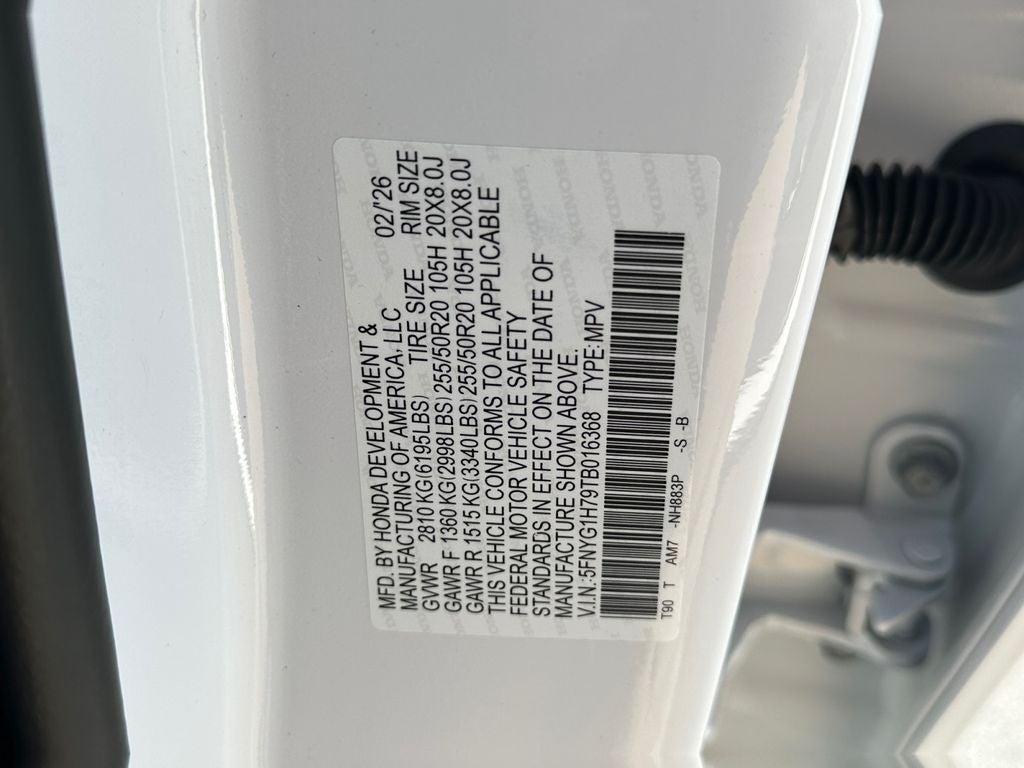 MFD. BY HONDA DEVELOPMENT &
MANUFACTURING OF AMERICA, LLC 02/'26
GVWR 2810 KG(6195LBS) TIRE SIZE RIM SIZE
GAWR F 1360 KG(2998LBS)255/50R20 105H 20X8.0J
GAWR R 1515 KG(3340LBS)255/50R20 105H 20X8.0J
THIS VEHICLE CONFORMS TO ALL APPLICABLE
FEDERAL MOTOR VEHICLE SAFETY
STANDARDS IN EFFECT ON THE DATE OF
MANUFACTURE SHOWN ABOVE.
V.I.N.:5FNYG1H79TB016368 TYPE:MPV
T90 T AM7 -NH883P -S -B